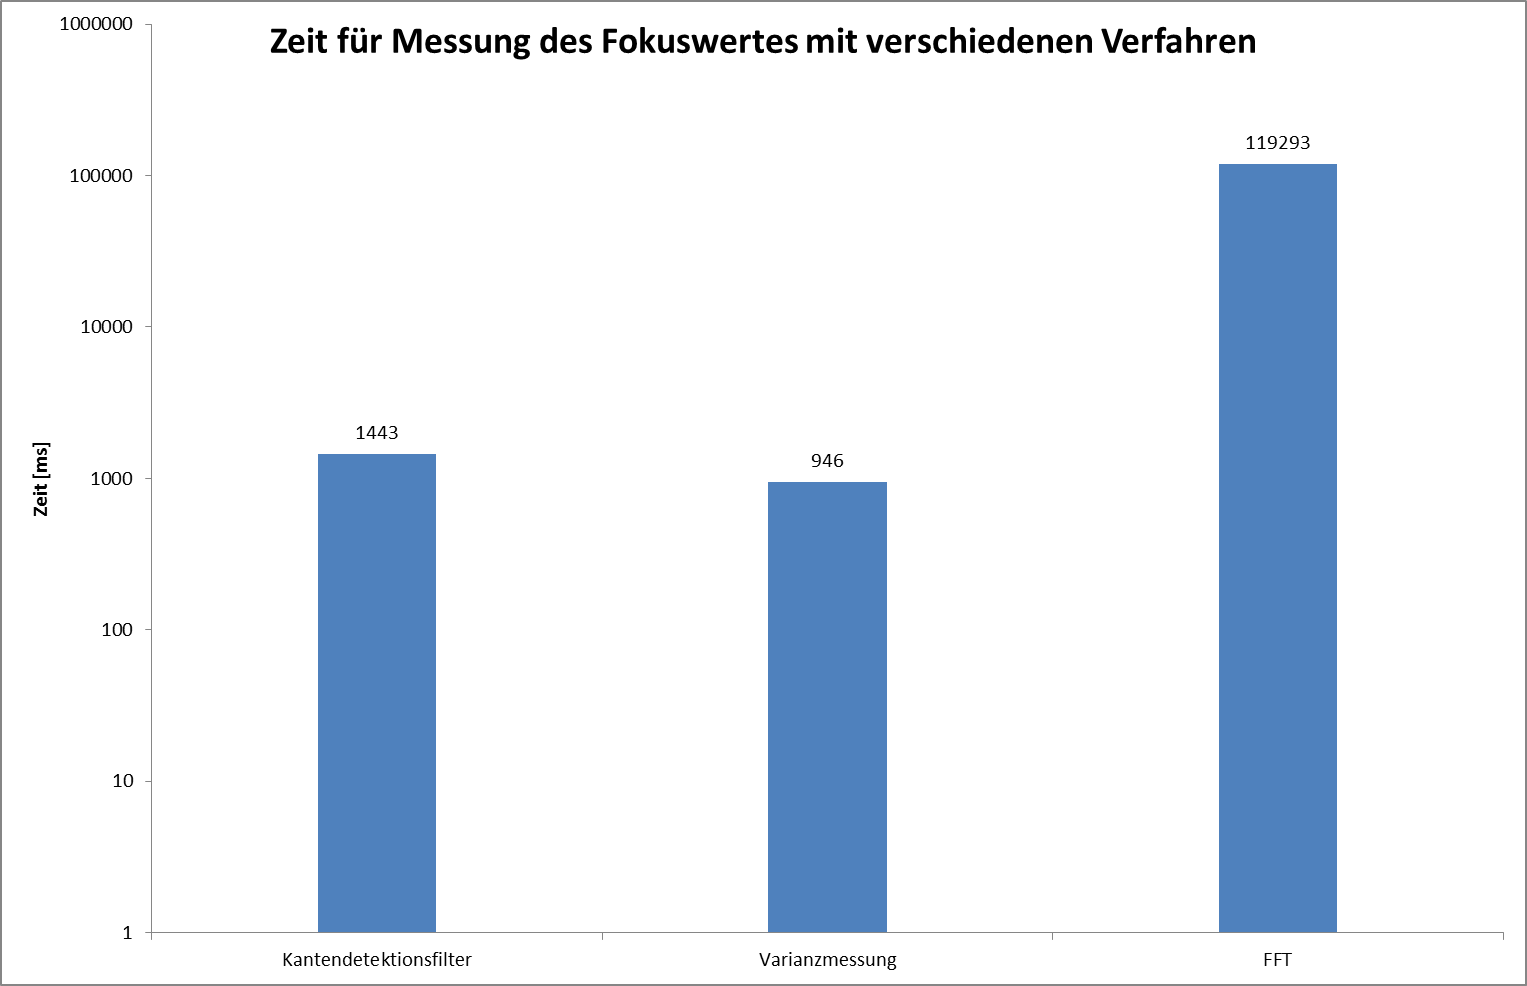 Zeit für Messung des Fokuswertes mit verschiedenen Verfahren
1000000
100000
10000
1000
100
10
1
Zeit [ms]
1443
946
119293
Kantendetektionsfilter
Varianzmessung
FFT